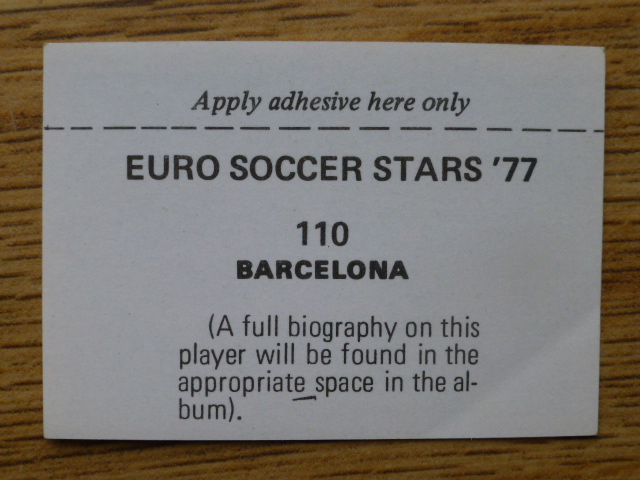 Apply adhesive here only
EURO SOCCER STARS '77
110
BARCELONA
(A full biography on this
player will be found in the
appropriate space in the al-
bum).